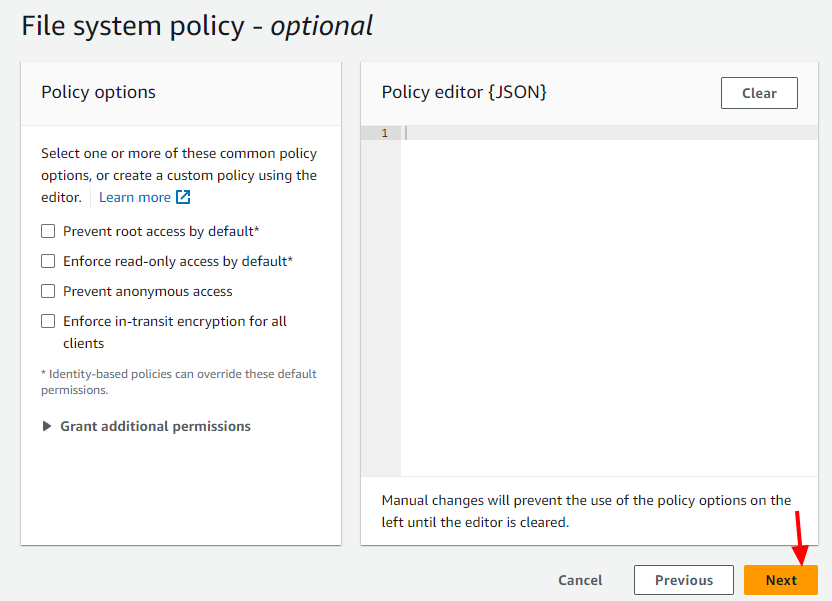 File system policy - optional
Policy options
Select one or more of these common policy
options, or create a custom policy using the
editor. Learn more
Prevent root access by default*
Enforce read-only access by default*
Prevent anonymous access
Enforce in-transit encryption for all
clients
* Identity-based policies can override these default
permissions.
Grant additional permissions
Policy editor {JSON}
Clear
1
Manual changes will prevent the use of the policy options on the
left until the editor is cleared.
Cancel
Previous
Next